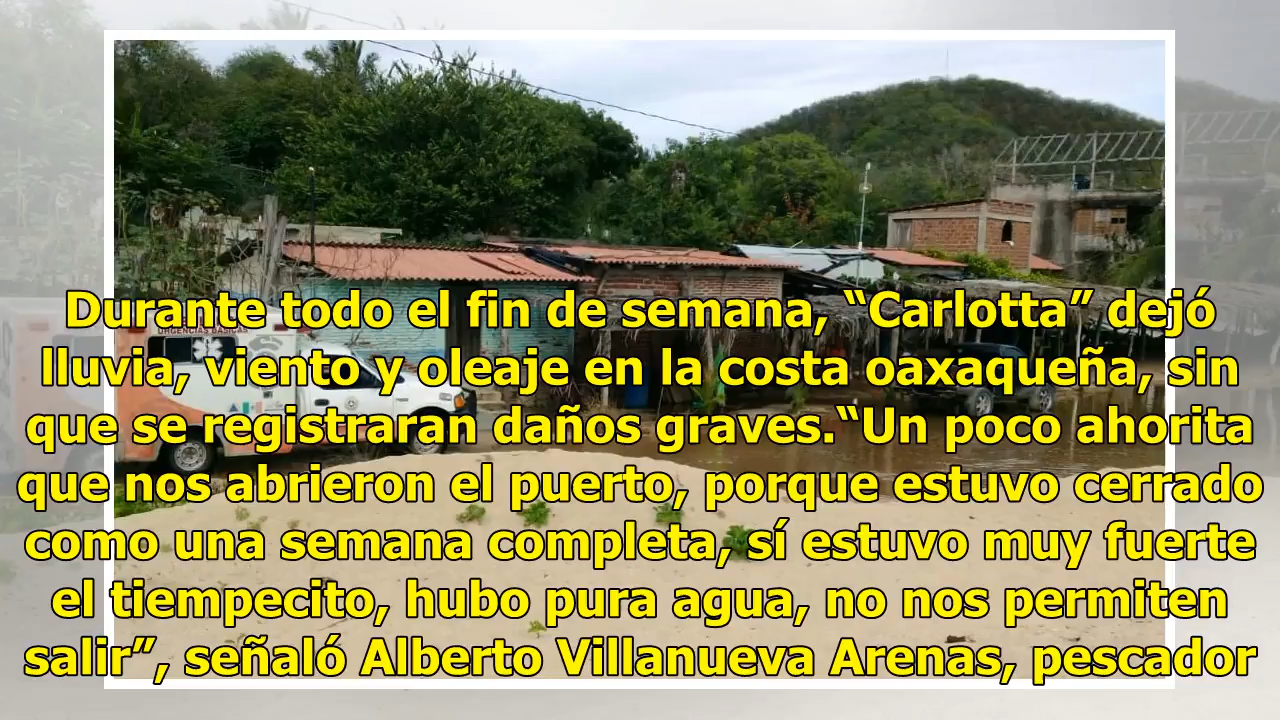 URGENCIAS BASICAS
Durante todo el fin de semana, “Carlotta” dejó
lluvia, viento y oleaje en la costa oaxaqueña, sin
que se registraran daños graves.“Un poco ahorita
que nos abrieron el puerto, porque estuvo cerrado
como una semana completa, sí estuvo muy fuerte
el tiempecito, hubo pura agua, no nos permiten
salir”, señaló Alberto Villanueva Arenas, pescador